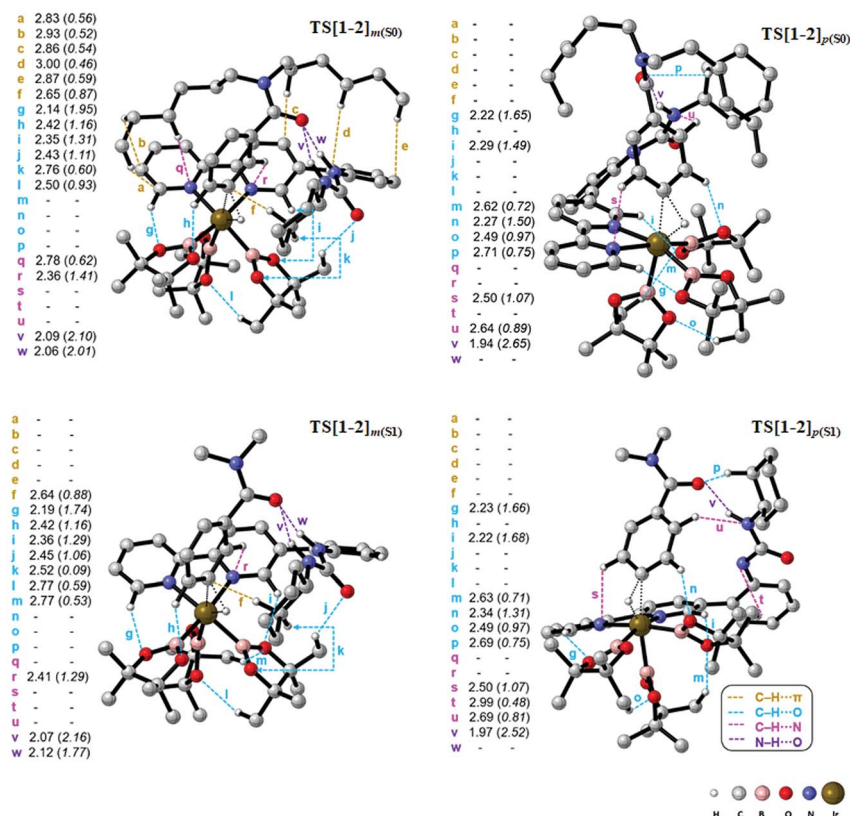 TS[1-2]m(S0)
a 2.83 (0.56)
b 2.93 (0.52)
c 2.86 (0.54)
d 3.00 (0.46)
e 2.87 (0.59)
f 2.65 (0.87)
g 2.14 (1.95)
h 2.42 (1.16)
i 2.35 (1.31)
j 2.43 (1.11)
k 2.76 (0.60)
l 2.50 (0.93)
m - -
n - -
o - -
p - -
q 2.78 (0.62)
r 2.36 (1.41)
s - -
t - -
u - -
v 2.09 (2.10)
w 2.06 (2.01)
c
w
v
d
b
q
e
a
r
f
g
h
i
j
k
l
TS[1-2]p(S0)
a - -
b - -
c - -
d - -
e - -
f - -
g 2.22 (1.65)
h - -
i 2.29 (1.49)
j - -
k - -
l - -
m 2.62 (0.72)
n 2.27 (1.50)
o 2.49 (0.97)
p 2.71 (0.75)
q - -
r - -
s 2.50 (1.07)
t - -
u 2.64 (0.89)
v 1.94 (2.65)
w - -
p
v
u
s
n
i
m
g
o
TS[1-2]m(S1)
a - -
b - -
c - -
d - -
e - -
f 2.64 (0.88)
g 2.19 (1.74)
h 2.42 (1.16)
i 2.36 (1.29)
j 2.45 (1.06)
k 2.52 (0.09)
l 2.77 (0.59)
m 2.77 (0.53)
n - -
o - -
p - -
q - -
r 2.41 (1.29)
s - -
t - -
u - -
v 2.07 (2.16)
w 2.12 (1.77)
w
v
r
f
i
j
g
h
k
m
l
TS[1-2]p(S1)
a - -
b - -
c - -
d - -
e - -
f - -
g 2.23 (1.66)
h - -
i 2.22 (1.68)
j - -
k - -
l - -
m 2.63 (0.71)
n 2.34 (1.31)
o 2.49 (0.97)
p 2.69 (0.75)
q - -
r - -
s 2.50 (1.07)
t 2.99 (0.48)
u 2.69 (0.81)
v 1.97 (2.52)
w - -
p
v
u
s
n
t
i
g
m
o
C–H···π
C–H···O
C–H···N
N–H···O
H C B O N Ir